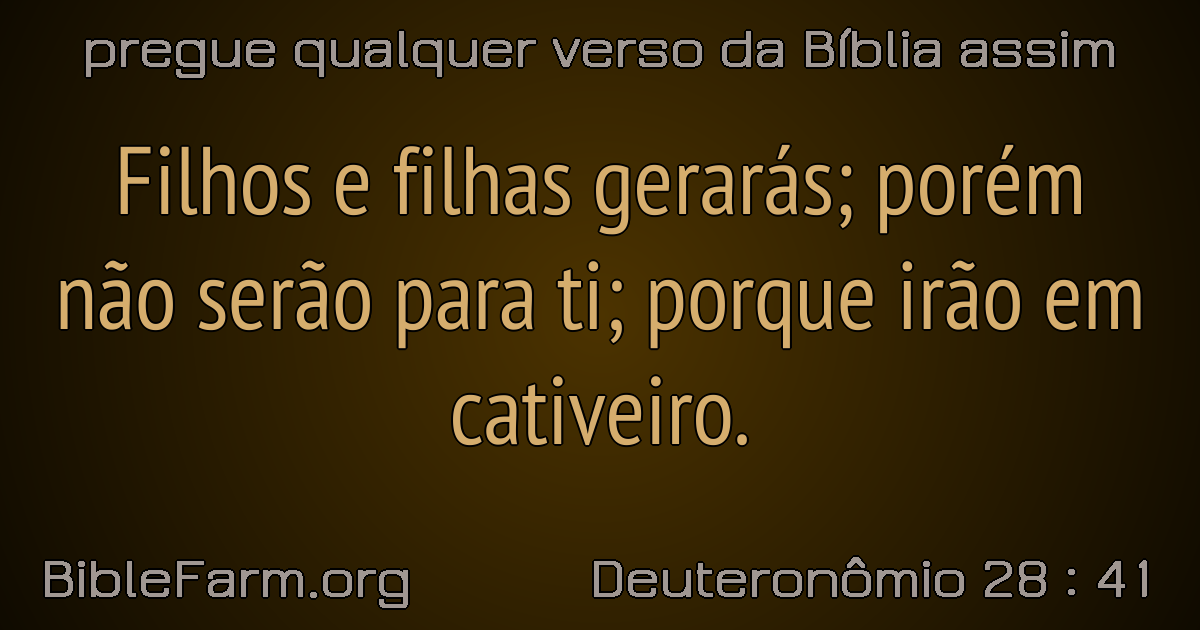 pregue qualquer verso da Bíblia assim
Filhos e filhas gerarás; porém
não serão para ti; porque irão em
cativeiro.
BibleFarm.org
Deuteronômio 28 : 41